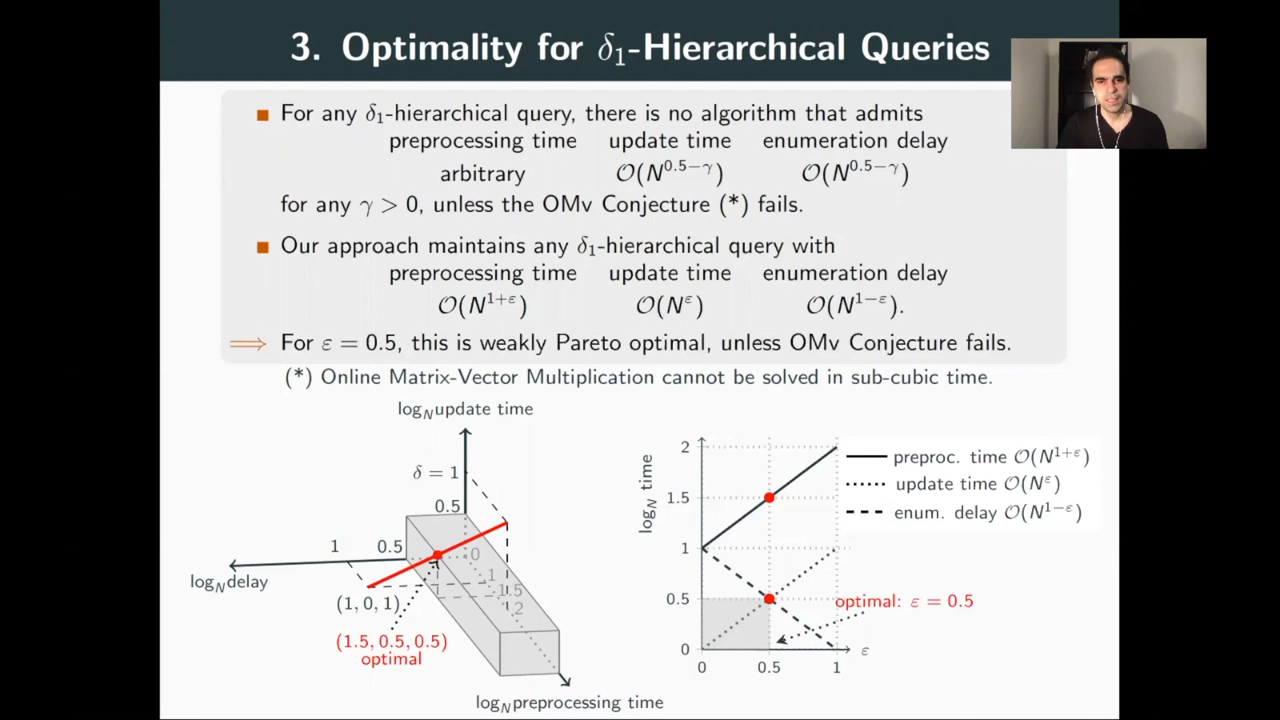 3. Optimality for δ₁-Hierarchical Queries
■ For any δ₁-hierarchical query, there is no algorithm that admits
preprocessing time update time enumeration delay
arbitrary 𝒪(N^{0.5−γ}) 𝒪(N^{0.5−γ})
for any γ > 0, unless the OMv Conjecture (*) fails.
■ Our approach maintains any δ₁-hierarchical query with
preprocessing time update time enumeration delay
𝒪(N^{1+ε}) 𝒪(N^{ε}) 𝒪(N^{1−ε}).
⟹ For ε = 0.5, this is weakly Pareto optimal, unless OMv Conjecture fails.
(*) Online Matrix-Vector Multiplication cannot be solved in sub-cubic time.
log_N update time
δ = 1
0.5
1 0.5 0
log_N delay
1
1.5
2
(1, 0, 1)
(1.5, 0.5, 0.5)
optimal
log_N preprocessing time
log_N time
2
1.5
1
0.5
0
0 0.5 1
ε
optimal: ε = 0.5
preproc. time 𝒪(N^{1+ε})
update time 𝒪(N^{ε})
enum. delay 𝒪(N^{1−ε})